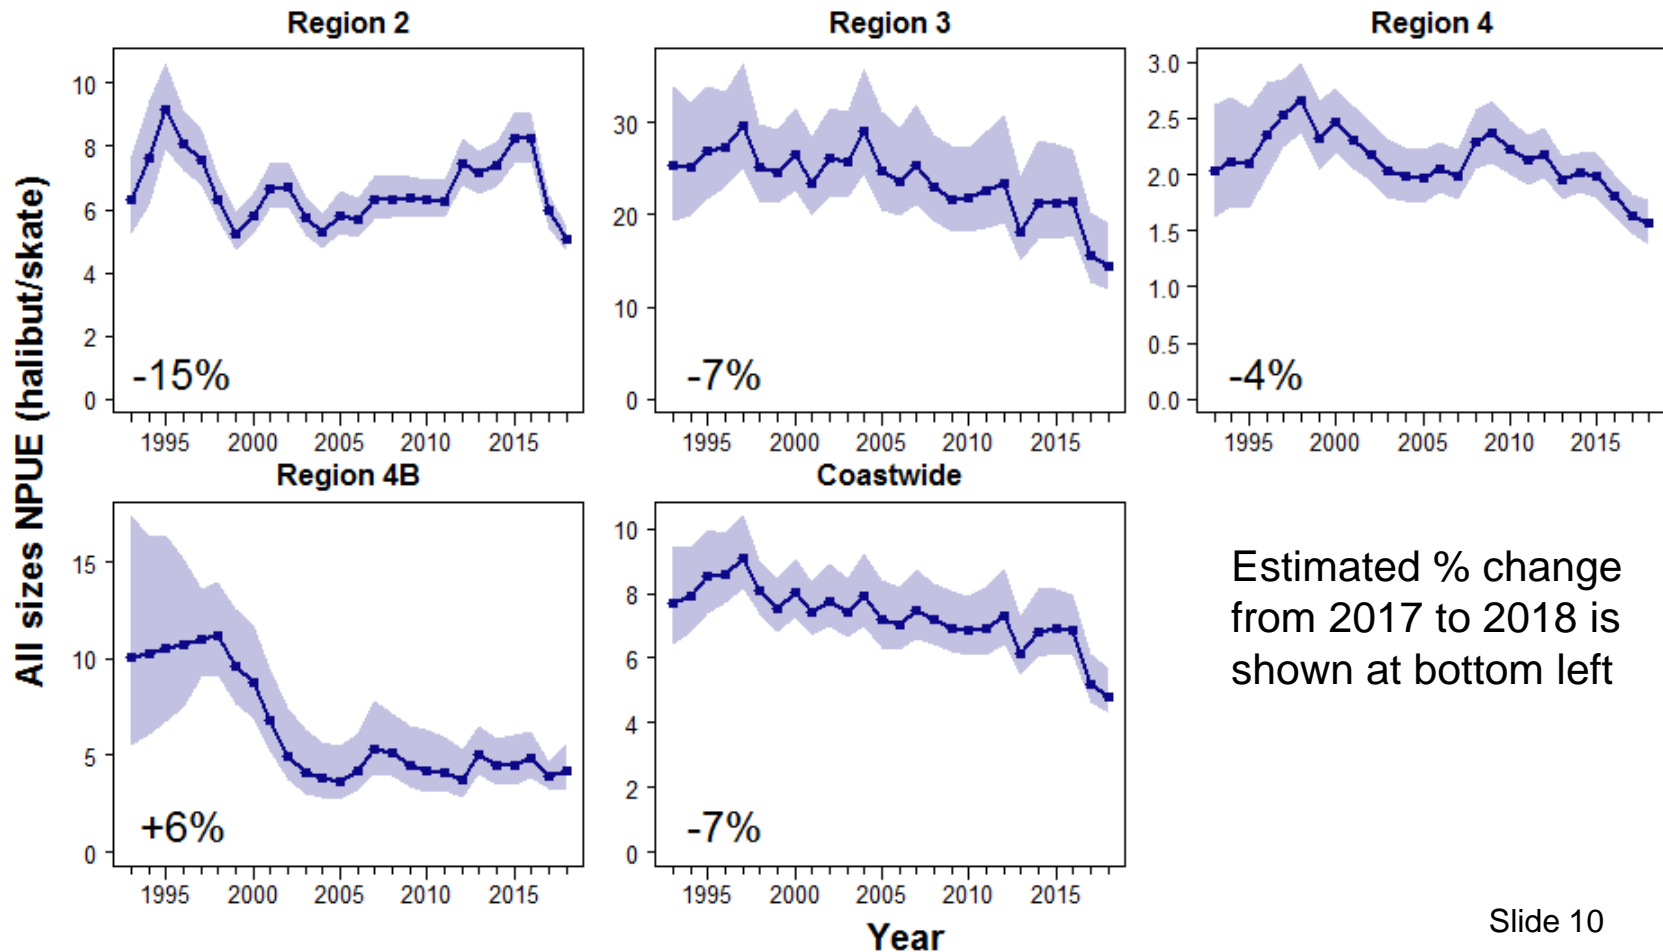 All sizes NPUE (halibut/skate)
Region 2
10
8
6
4
2
0
-15%
1995 2000 2005 2010 2015
Region 3
30
20
10
0
-7%
1995 2000 2005 2010 2015
Region 4
3.0
2.5
2.0
1.5
1.0
0.5
0.0
-4%
1995 2000 2005 2010 2015
Region 4B
15
10
5
0
+6%
1995 2000 2005 2010 2015
Coastwide
10
8
6
4
2
0
-7%
1995 2000 2005 2010 2015
Year
Estimated % change
from 2017 to 2018 is
shown at bottom left
Slide 10